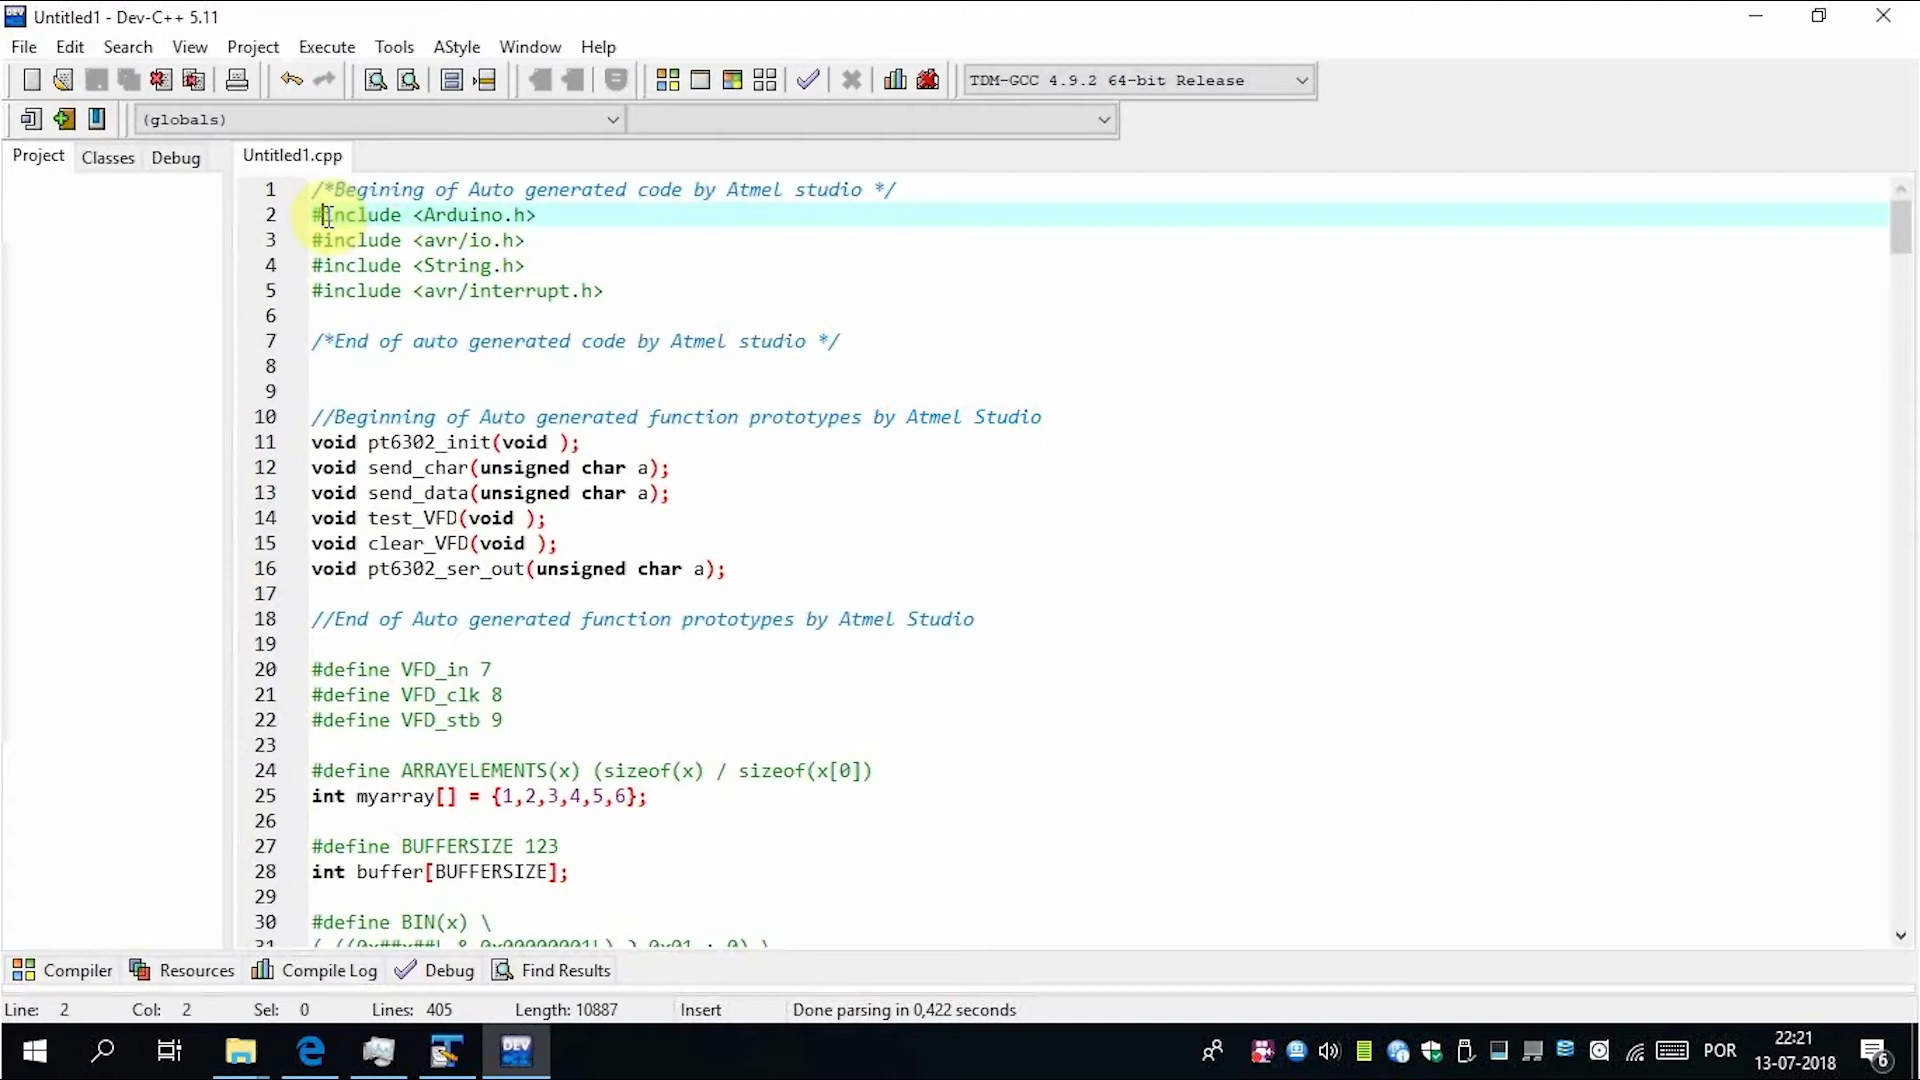 Untitled1 - Dev-C++ 5.11
File Edit Search View Project Execute Tools AStyle Window Help
TDM-GCC 4.9.2 64-bit Release
(globals)
Project Classes Debug Untitled1.cpp
1 /*Begining of Auto generated code by Atmel studio */
2 #include <Arduino.h>
3 #include <avr/io.h>
4 #include <String.h>
5 #include <avr/interrupt.h>
6
7 /*End of auto generated code by Atmel studio */
8
9
10 //Beginning of Auto generated function prototypes by Atmel Studio
11 void pt6302_init(void );
12 void send_char(unsigned char a);
13 void send_data(unsigned char a);
14 void test_VFD(void );
15 void clear_VFD(void );
16 void pt6302_ser_out(unsigned char a);
17
18 //End of Auto generated function prototypes by Atmel Studio
19
20 #define VFD_in 7
21 #define VFD_clk 8
22 #define VFD_stb 9
23
24 #define ARRAYELEMENTS(x) (sizeof(x) / sizeof(x[0])
25 int myarray[] = {1,2,3,4,5,6};
26
27 #define BUFFERSIZE 123
28 int buffer[BUFFERSIZE];
29
30 #define BIN(x) \
31
Compiler Resources Compile Log Debug Find Results
Line: 2 Col: 2 Sel: 0 Lines: 405 Length: 10887 Insert Done parsing in 0,422 seconds
DEV
POR
22:21
13-07-2018
6